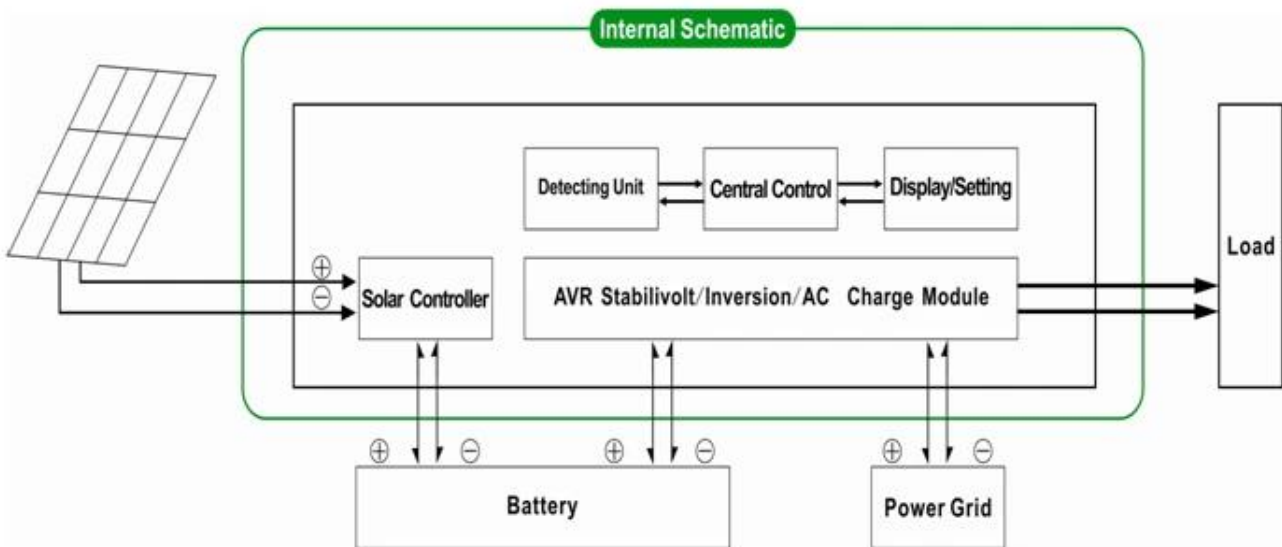 Internal Schematic
Detecting Unit
Central Control
Display/Setting
Load
⊕
⊖
Solar Controller
AVR Stabilivolt/Inversion/AC Charge Module
⊕ ⊖ ⊕ ⊖ ⊕ ⊖
Battery
Power Grid